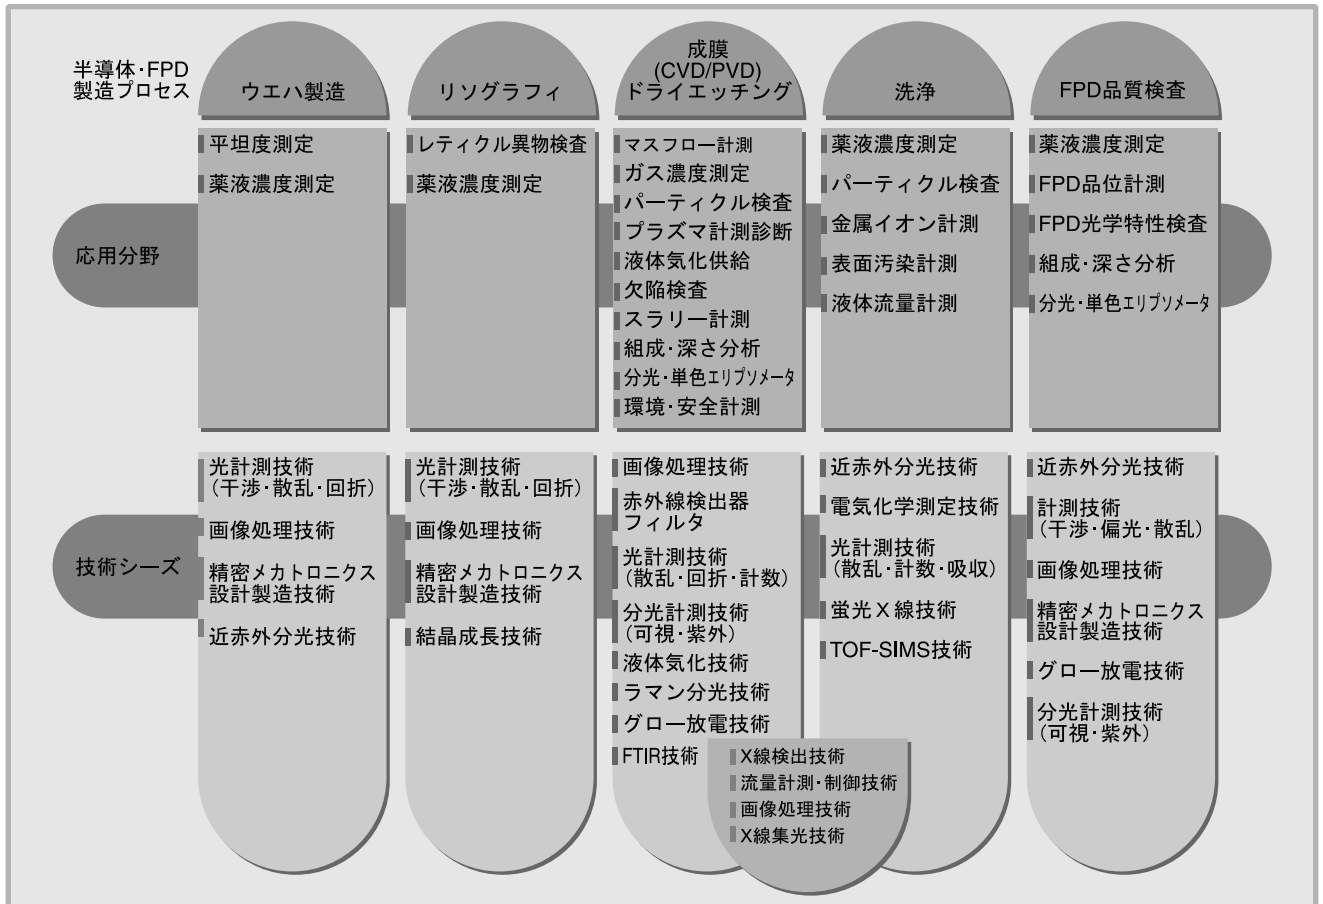 半導体・FPD
製造プロセス
ウエハ製造
リソグラフィ
成膜
(CVD/PVD)
ドライエッチング
洗浄
FPD品質検査
応用分野
平坦度測定
薬液濃度測定
レティクル異物検査
薬液濃度測定
マスフロー計測
ガス濃度測定
パーティクル検査
プラズマ計測診断
液体気化供給
欠陥検査
スラリー計測
組成・深さ分析
分光・単色エリプソメータ
環境・安全計測
薬液濃度測定
パーティクル検査
金属イオン計測
表面汚染計測
液体流量計測
薬液濃度測定
FPD品位計測
FPD光学特性検査
組成・深さ分析
分光・単色エリプソメータ
技術シーズ
光計測技術
(干渉・散乱・回折)
画像処理技術
精密メカトロニクス
設計製造技術
近赤外分光技術
光計測技術
(干渉・散乱・回折)
画像処理技術
精密メカトロニクス
設計製造技術
結晶成長技術
画像処理技術
赤外線検出器
フィルタ
光計測技術
(散乱・回折・計数)
分光計測技術
(可視・紫外)
液体気化技術
ラマン分光技術
グロー放電技術
FTIR技術
近赤外分光技術
電気化学測定技術
光計測技術
(散乱・計数・吸収)
蛍光X線技術
TOF-SIMS技術
近赤外分光技術
計測技術
(干渉・偏光・散乱)
画像処理技術
精密メカトロニクス
設計製造技術
グロー放電技術
分光計測技術
(可視・紫外)
X線検出技術
流量計測・制御技術
画像処理技術
X線集光技術